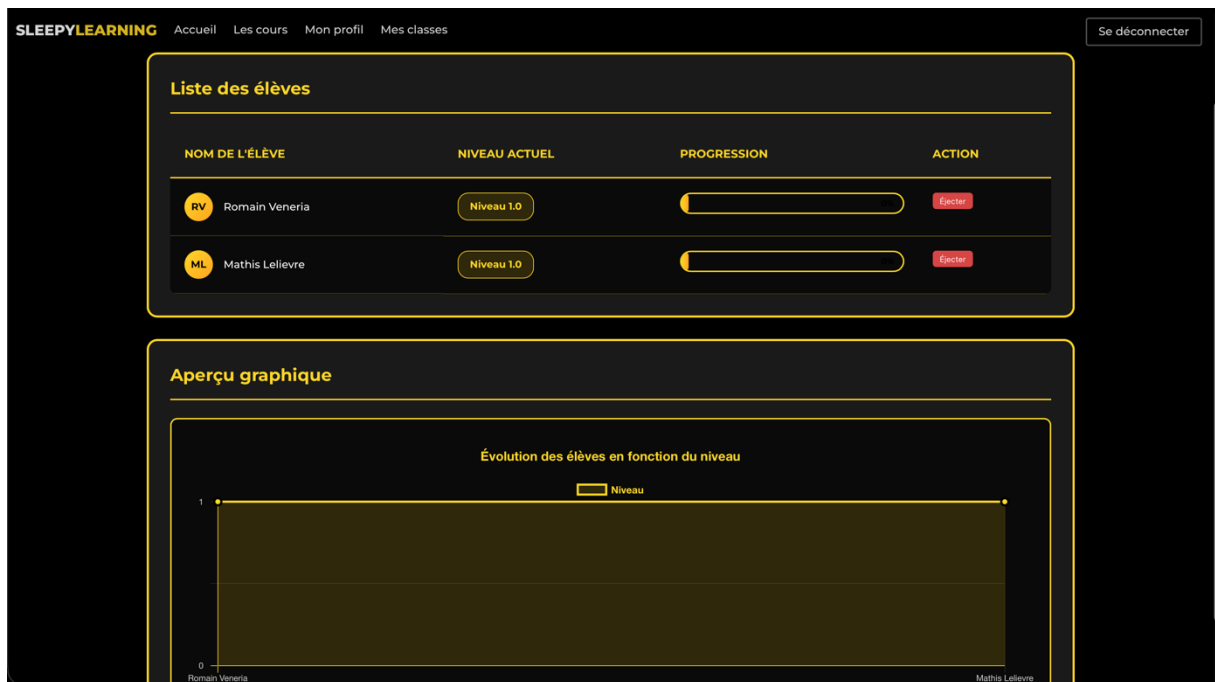 SLEEPYLEARNING Accueil Les cours Mon profil Mes classes Se déconnecter
Liste des élèves
NOM DE L'ÉLÈVE NIVEAU ACTUEL PROGRESSION ACTION
RV Romain Veneria Niveau 1.0 0% Éjecter
ML Mathis Lelievre Niveau 1.0 0% Éjecter
Aperçu graphique
Évolution des élèves en fonction du niveau
Niveau
1
0
Romain Veneria Mathis Lelievre